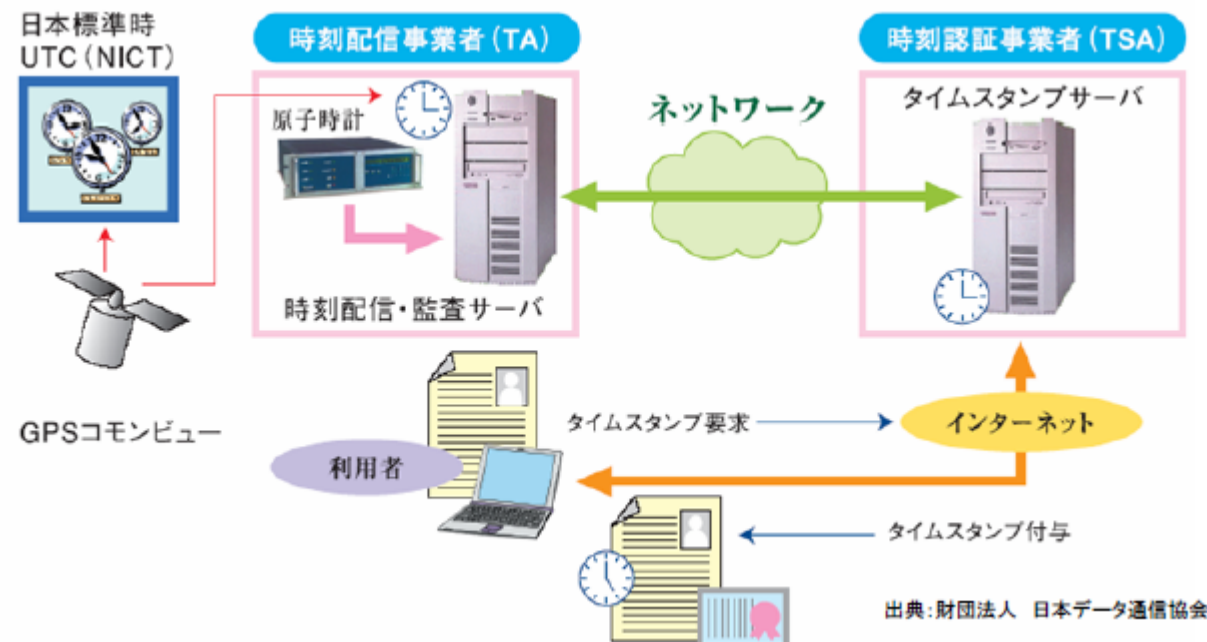 日本標準時
UTC（NICT）
時刻配信事業者（TA）
時刻認証事業者（TSA）
原子時計
ネットワーク
タイムスタンプサーバ
時刻配信・監査サーバ
GPSコモンビュー
タイムスタンプ要求
インターネット
利用者
タイムスタンプ付与
出典：財団法人　日本データ通信協会